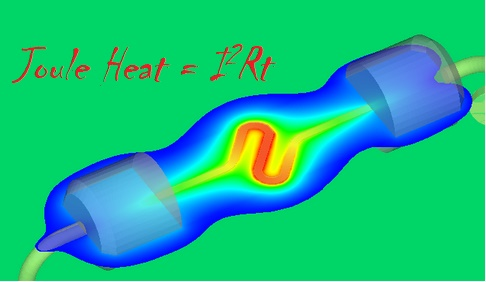 Joule Heat = I²Rt